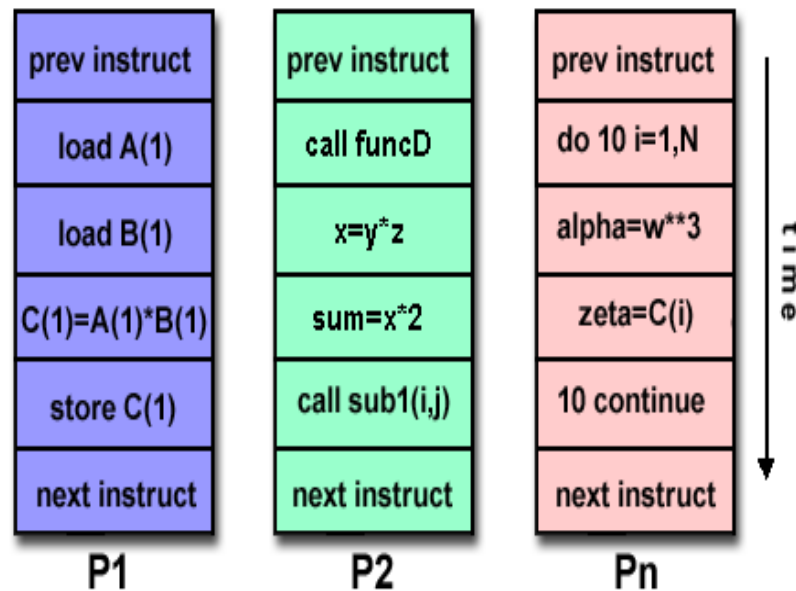 prev instruct
load A(1)
load B(1)
C(1)=A(1)*B(1)
store C(1)
next instruct
P1
prev instruct
call funcD
x=y*z
sum=x*2
call sub1(i,j)
next instruct
P2
prev instruct
do 10 i=1,N
alpha=w**3
zeta=C(i)
10 continue
next instruct
Pn
time